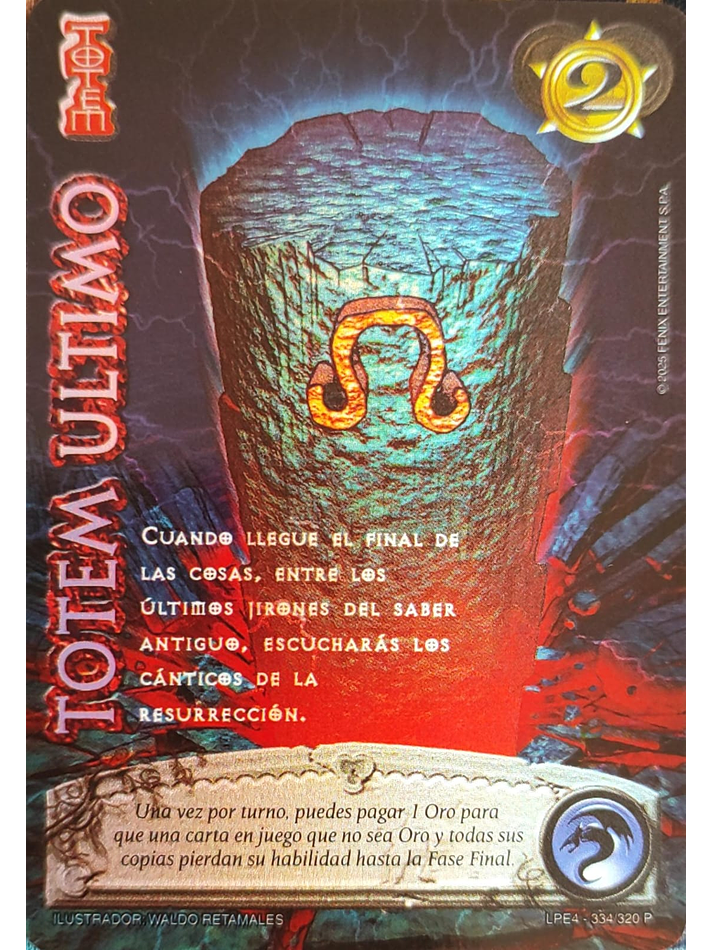 TOTEM
2
TOTEM ULTIMO
© 2025 FENIX ENTERTAINMENT S.P.A.
CUANDO LLEGUE EL FINAL DE
LAS COSAS, ENTRE LOS
ÚLTIMOS JIRONES DEL SABER
ANTIGUO, ESCUCHARÁS LOS
CÁNTICOS DE LA
RESURRECCIÓN.
Una vez por turno, puedes pagar 1 Oro para
que una carta en juego que no sea Oro y todas sus
copias pierdan su habilidad hasta la Fase Final.
ILUSTRADOR: WALDO RETAMALES
LPE4 - 334/320 P